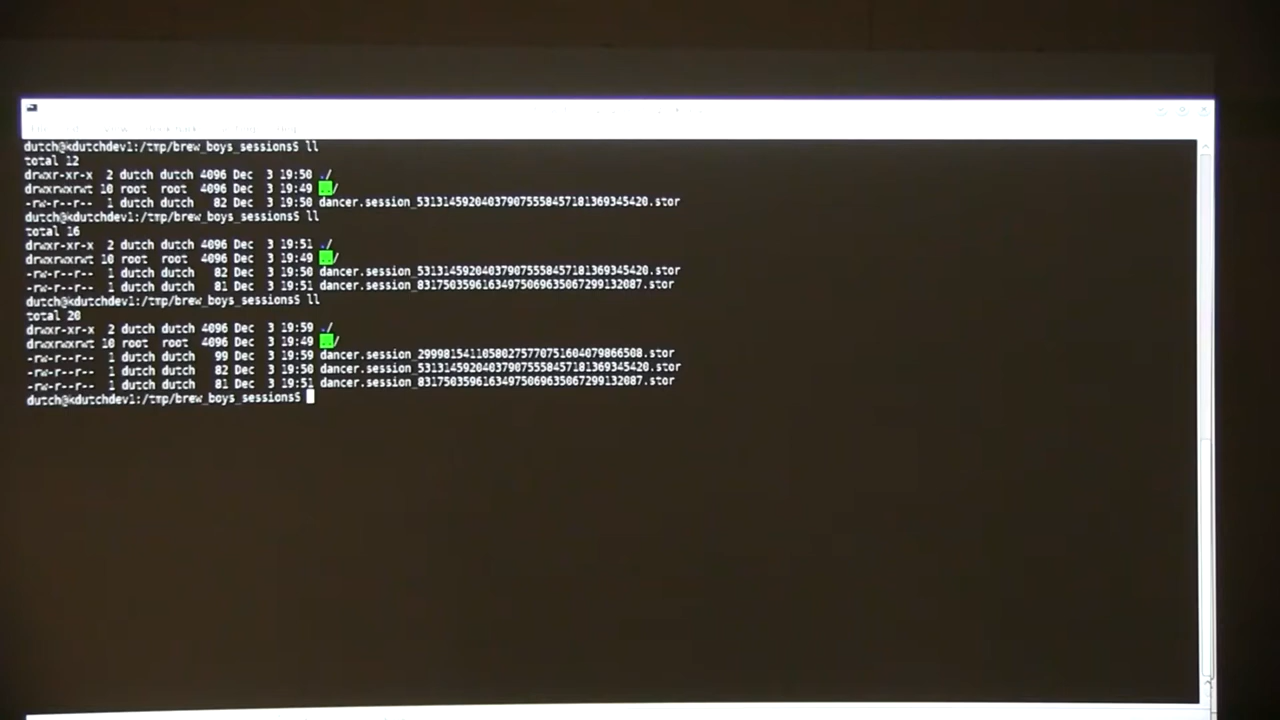 dutch@kdutchdev1:/tmp/brew_boys_sessions$ ll
total 12
drwxr-xr-x 2 dutch dutch 4096 Dec 3 19:50 ./
drwxrwxrwt 10 root root 4096 Dec 3 19:49 ../
-rw-r--r-- 1 dutch dutch 82 Dec 3 19:50 dancer.session_531314592040379075558457181369345420.stor
dutch@kdutchdev1:/tmp/brew_boys_sessions$ ll
total 16
drwxr-xr-x 2 dutch dutch 4096 Dec 3 19:51 ./
drwxrwxrwt 10 root root 4096 Dec 3 19:49 ../
-rw-r--r-- 1 dutch dutch 82 Dec 3 19:50 dancer.session_531314592040379075558457181369345420.stor
-rw-r--r-- 1 dutch dutch 81 Dec 3 19:51 dancer.session_83175035961634975069635067299132087.stor
dutch@kdutchdev1:/tmp/brew_boys_sessions$ ll
total 20
drwxr-xr-x 2 dutch dutch 4096 Dec 3 19:59 ./
drwxrwxrwt 10 root root 4096 Dec 3 19:49 ../
-rw-r--r-- 1 dutch dutch 99 Dec 3 19:59 dancer.session_29998154110580275770751604079866508.stor
-rw-r--r-- 1 dutch dutch 82 Dec 3 19:50 dancer.session_531314592040379075558457181369345420.stor
-rw-r--r-- 1 dutch dutch 81 Dec 3 19:51 dancer.session_83175035961634975069635067299132087.stor
dutch@kdutchdev1:/tmp/brew_boys_sessions$